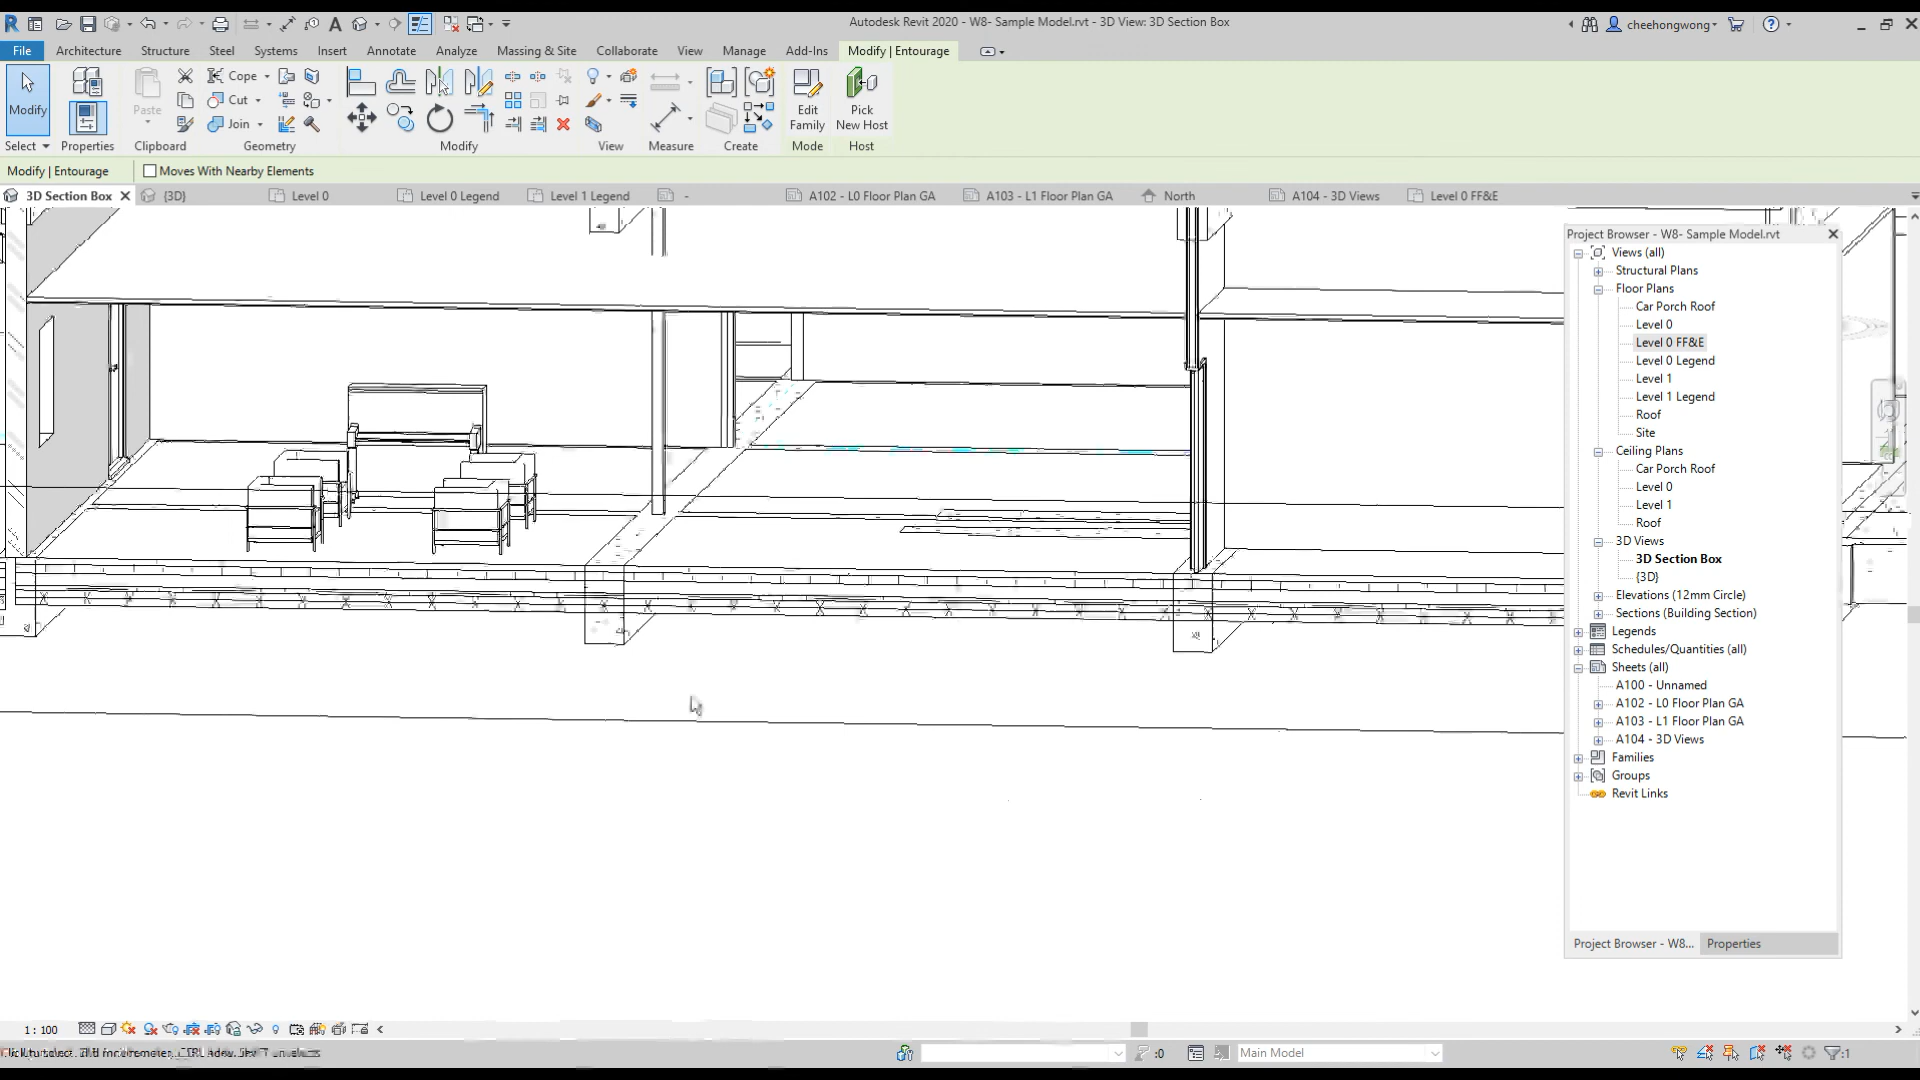 Autodesk Revit 2020 - W8- Sample Model.rvt - 3D View: 3D Section Box
cheehongwong
File Architecture Structure Steel Systems Insert Annotate Analyze Massing & Site Collaborate View Manage Add-Ins Modify | Entourage
Modify
Paste
Cope
Cut
Join
Edit Family
Pick New Host
Select Properties Clipboard Geometry Modify View Measure Create Mode Host
Modify | Entourage Moves With Nearby Elements
3D Section Box {3D} Level 0 Level 0 Legend Level 1 Legend - A102 - L0 Floor Plan GA A103 - L1 Floor Plan GA North A104 - 3D Views Level 0 FF&E
Project Browser - W8- Sample Model.rvt
Views (all)
Structural Plans
Floor Plans
Car Porch Roof
Level 0
Level 0 FF&E
Level 0 Legend
Level 1
Level 1 Legend
Roof
Site
Ceiling Plans
Car Porch Roof
Level 0
Level 1
Roof
3D Views
3D Section Box
{3D}
Elevations (12mm Circle)
Sections (Building Section)
Legends
Schedules/Quantities (all)
Sheets (all)
A100 - Unnamed
A102 - L0 Floor Plan GA
A103 - L1 Floor Plan GA
A104 - 3D Views
Families
Groups
Revit Links
Project Browser - W8... Properties
1 : 100
:0 Main Model :1